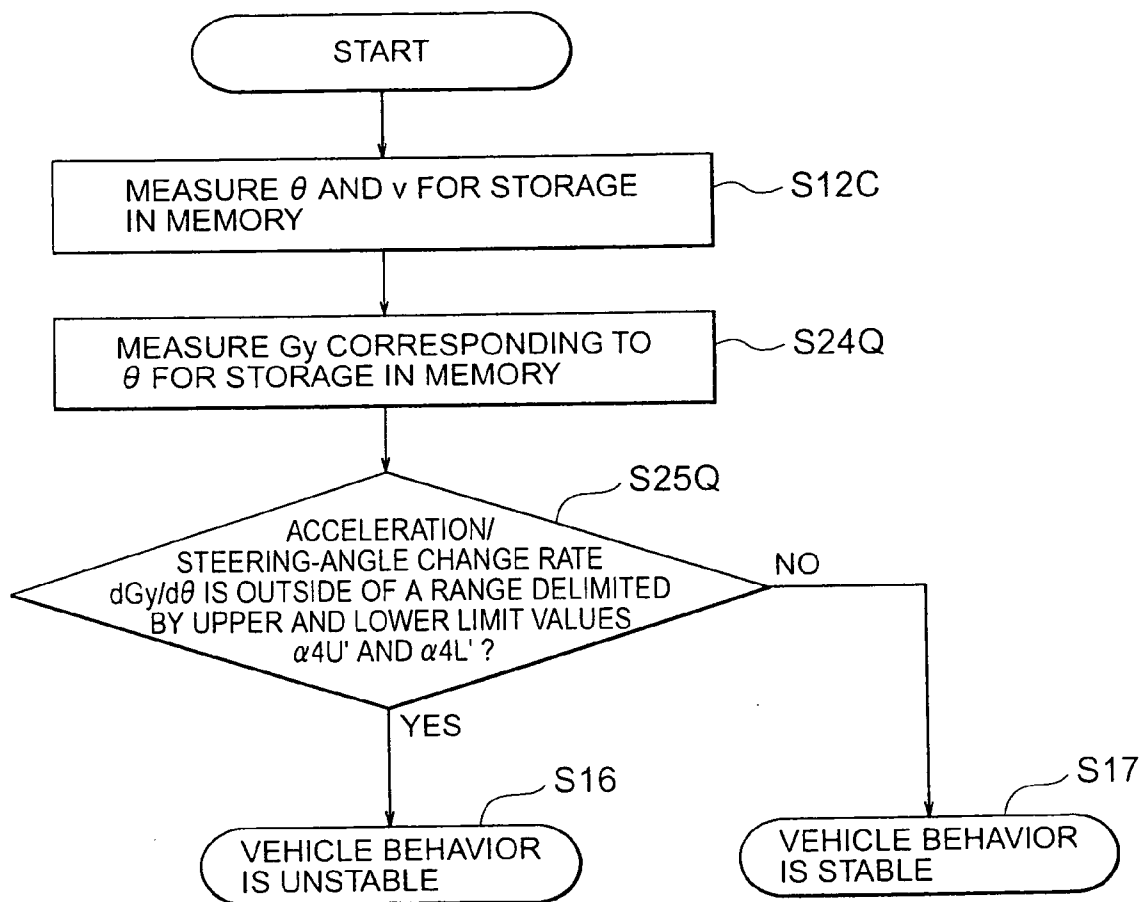 START
MEASURE θ AND v FOR STORAGE
IN MEMORY
S12C
MEASURE Gy CORRESPONDING TO
θ FOR STORAGE IN MEMORY
S24Q
S25Q
ACCELERATION/
STEERING-ANGLE CHANGE RATE
dGy/dθ IS OUTSIDE OF A RANGE DELIMITED
BY UPPER AND LOWER LIMIT VALUES
α4U' AND α4L' ?
NO
YES
S16
VEHICLE BEHAVIOR
IS UNSTABLE
S17
VEHICLE BEHAVIOR
IS STABLE